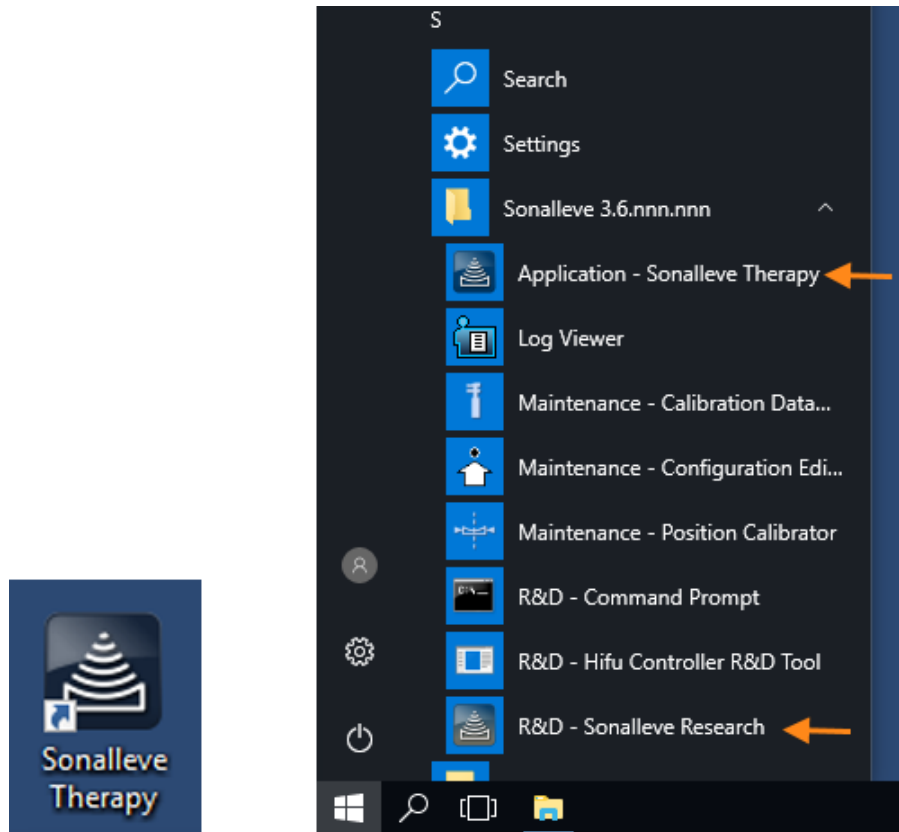 S
Search
Settings
Sonalleve 3.6.nnn.nnn
Application - Sonalleve Therapy
Log Viewer
Maintenance - Calibration Data...
Maintenance - Configuration Edi...
Maintenance - Position Calibrator
R&D - Command Prompt
R&D - Hifu Controller R&D Tool
R&D - Sonalleve Research
Sonalleve
Therapy